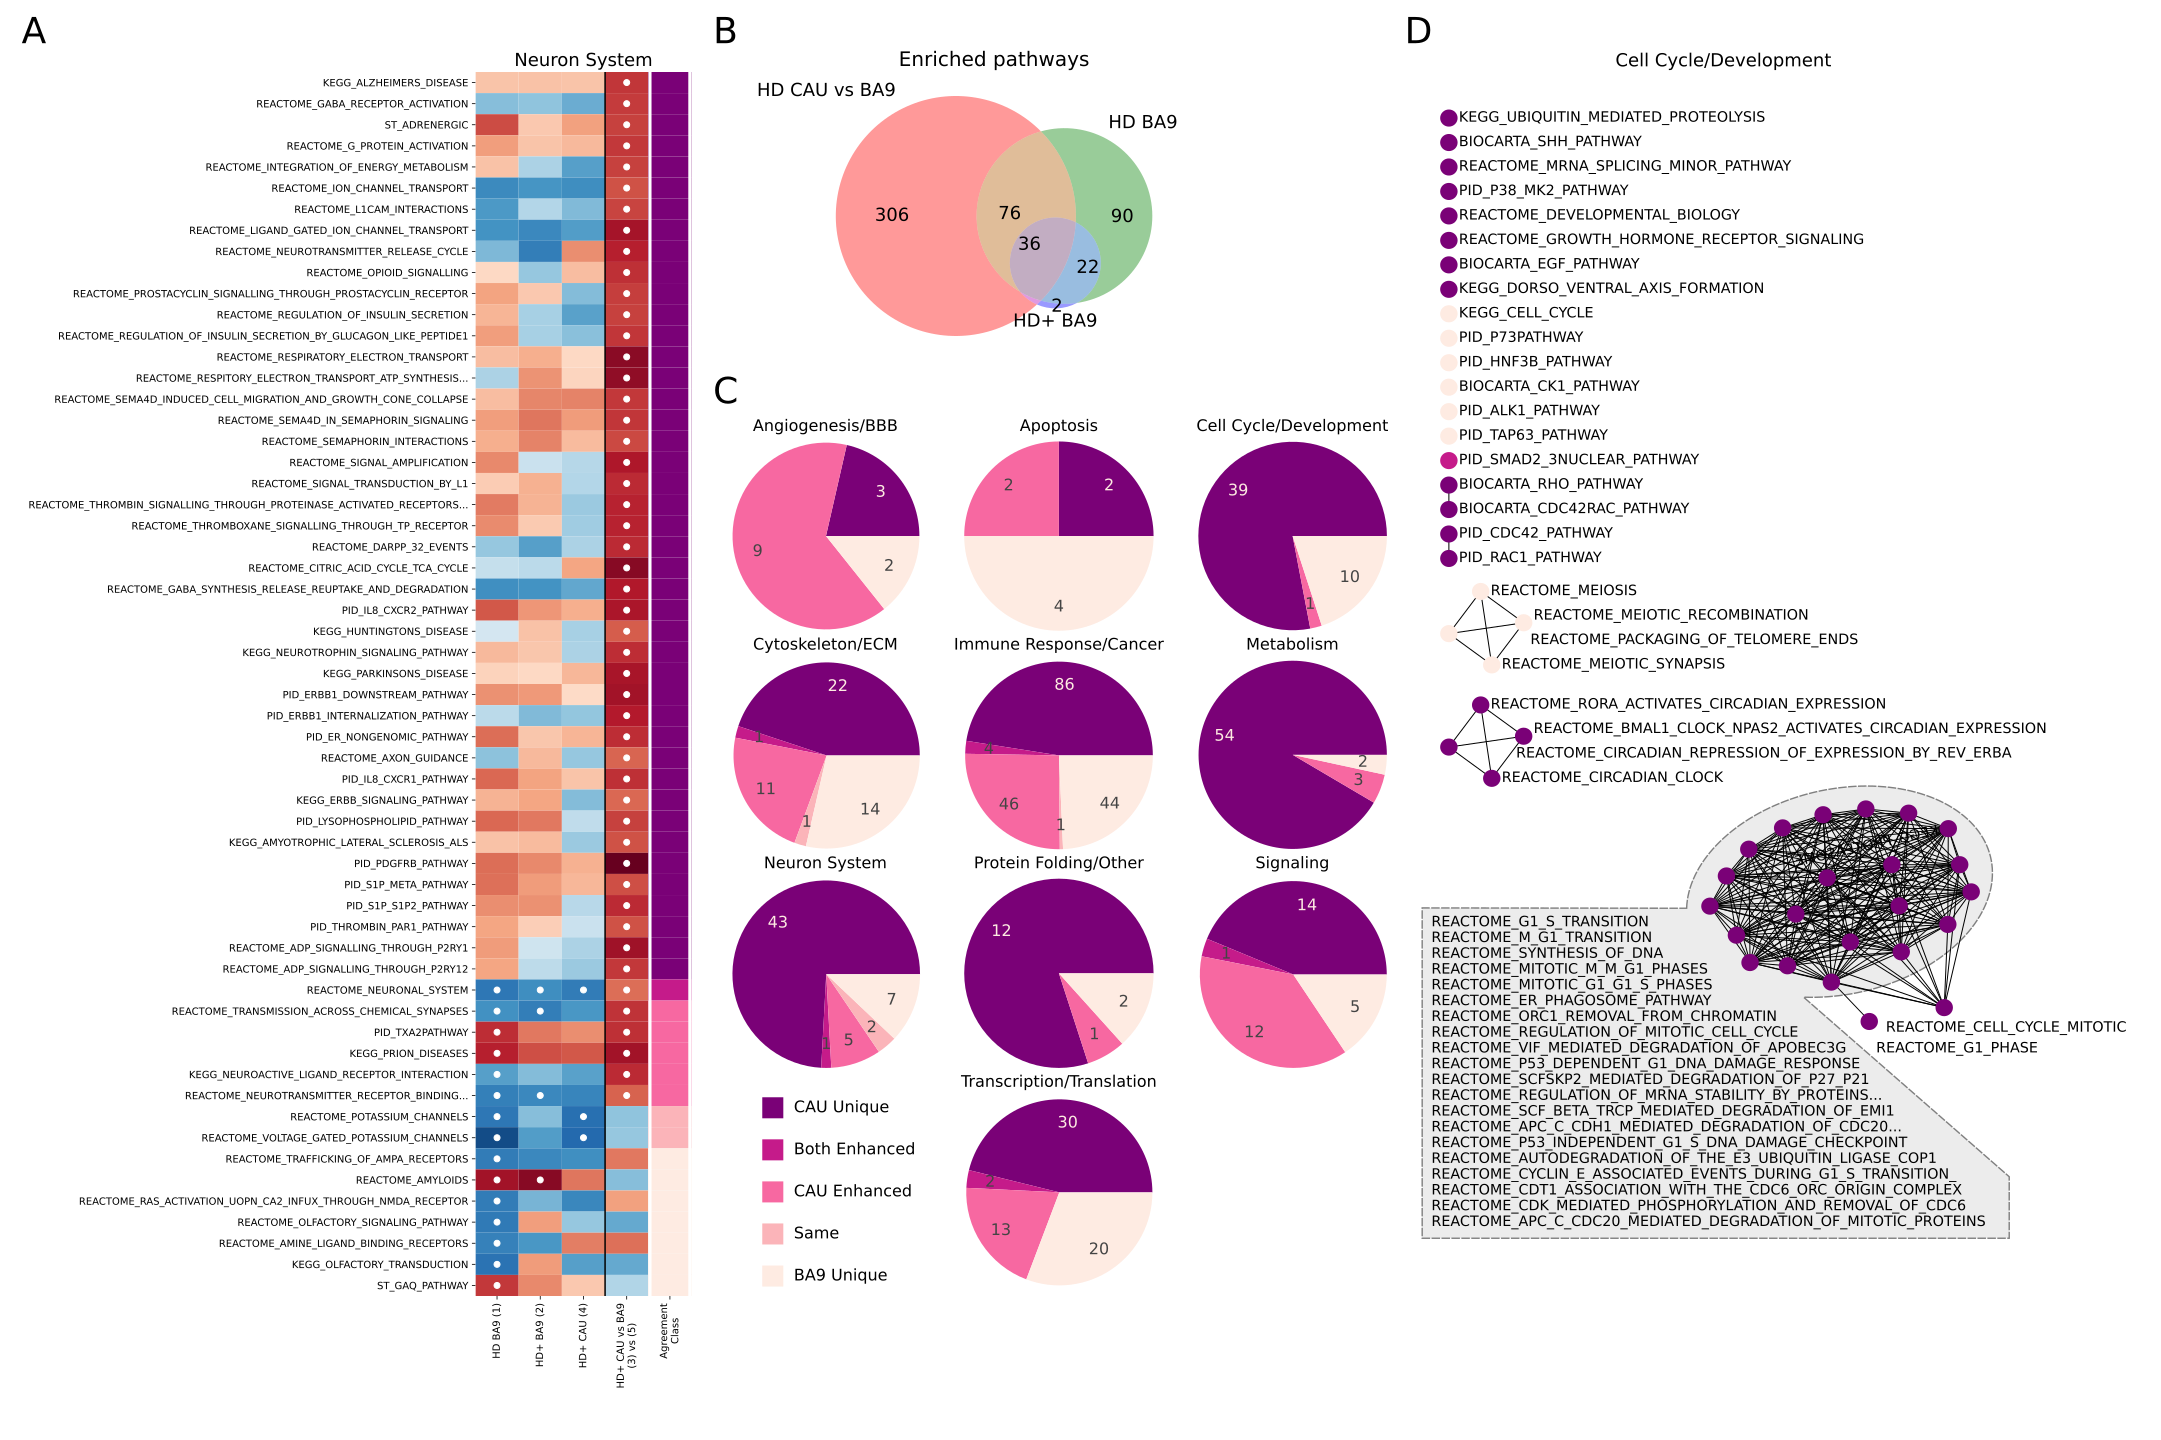 A
Neuron System
KEGG_ALZHEIMERS_DISEASE
REACTOME_GABA_RECEPTOR_ACTIVATION
ST_ADRENERGIC
REACTOME_G_PROTEIN_ACTIVATION
REACTOME_INTEGRATION_OF_ENERGY_METABOLISM
REACTOME_ION_CHANNEL_TRANSPORT
REACTOME_L1CAM_INTERACTIONS
REACTOME_LIGAND_GATED_ION_CHANNEL_TRANSPORT
REACTOME_NEUROTRANSMITTER_RELEASE_CYCLE
REACTOME_OPIOID_SIGNALLING
REACTOME_PROSTACYCLIN_SIGNALLING_THROUGH_PROSTACYCLIN_RECEPTOR
REACTOME_REGULATION_OF_INSULIN_SECRETION
REACTOME_REGULATION_OF_INSULIN_SECRETION_BY_GLUCAGON_LIKE_PEPTIDE1
REACTOME_RESPIRATORY_ELECTRON_TRANSPORT
REACTOME_RESPITORY_ELECTRON_TRANSPORT_ATP_SYNTHESIS...
REACTOME_SEMA4D_INDUCED_CELL_MIGRATION_AND_GROWTH_CONE_COLLAPSE
REACTOME_SEMA4D_IN_SEMAPHORIN_SIGNALING
REACTOME_SEMAPHORIN_INTERACTIONS
REACTOME_SIGNAL_AMPLIFICATION
REACTOME_SIGNAL_TRANSDUCTION_BY_L1
REACTOME_THROMBIN_SIGNALLING_THROUGH_PROTEINASE_ACTIVATED_RECEPTORS...
REACTOME_THROMBOXANE_SIGNALLING_THROUGH_TP_RECEPTOR
REACTOME_DARPP_32_EVENTS
REACTOME_CITRIC_ACID_CYCLE_TCA_CYCLE
REACTOME_GABA_SYNTHESIS_RELEASE_REUPTAKE_AND_DEGRADATION
PID_IL8_CXCR2_PATHWAY
KEGG_HUNTINGTONS_DISEASE
KEGG_NEUROTROPHIN_SIGNALING_PATHWAY
KEGG_PARKINSONS_DISEASE
PID_ERBB1_DOWNSTREAM_PATHWAY
PID_ERBB1_INTERNALIZATION_PATHWAY
PID_ER_NONGENOMIC_PATHWAY
REACTOME_AXON_GUIDANCE
PID_IL8_CXCR1_PATHWAY
KEGG_ERBB_SIGNALING_PATHWAY
PID_LYSOPHOSPHOLIPID_PATHWAY
KEGG_AMYOTROPHIC_LATERAL_SCLEROSIS_ALS
PID_PDGFRB_PATHWAY
PID_S1P_META_PATHWAY
PID_S1P_S1P2_PATHWAY
PID_THROMBIN_PAR1_PATHWAY
REACTOME_ADP_SIGNALLING_THROUGH_P2RY1
REACTOME_ADP_SIGNALLING_THROUGH_P2RY12
REACTOME_NEURONAL_SYSTEM
REACTOME_TRANSMISSION_ACROSS_CHEMICAL_SYNAPSES
PID_TXA2PATHWAY
KEGG_PRION_DISEASES
KEGG_NEUROACTIVE_LIGAND_RECEPTOR_INTERACTION
REACTOME_NEUROTRANSMITTER_RECEPTOR_BINDING...
REACTOME_POTASSIUM_CHANNELS
REACTOME_VOLTAGE_GATED_POTASSIUM_CHANNELS
REACTOME_TRAFFICKING_OF_AMPA_RECEPTORS
REACTOME_AMYLOIDS
REACTOME_RAS_ACTIVATION_UOPN_CA2_INFUX_THROUGH_NMDA_RECEPTOR
REACTOME_OLFACTORY_SIGNALING_PATHWAY
REACTOME_AMINE_LIGAND_BINDING_RECEPTORS
KEGG_OLFACTORY_TRANSDUCTION
ST_GAQ_PATHWAY
HD BA9 (1)
HD+ BA9 (2)
HD+ CAU (4)
HD+ CAU vs BA9
(3) vs (5)
Agreement
Class
B
Enriched pathways
HD CAU vs BA9
HD BA9
306
76
90
36
22
2
HD+ BA9
C
Angiogenesis/BBB
3
9
2
Apoptosis
2
2
4
Cell Cycle/Development
39
1
10
Cytoskeleton/ECM
22
1
11
1
14
Immune Response/Cancer
86
4
46
1
44
Metabolism
54
2
3
Neuron System
43
1
5
2
7
Protein Folding/Other
12
1
2
Signaling
14
1
12
5
Transcription/Translation
30
2
13
20
CAU Unique
Both Enhanced
CAU Enhanced
Same
BA9 Unique
D
Cell Cycle/Development
KEGG_UBIQUITIN_MEDIATED_PROTEOLYSIS
BIOCARTA_SHH_PATHWAY
REACTOME_MRNA_SPLICING_MINOR_PATHWAY
PID_P38_MK2_PATHWAY
REACTOME_DEVELOPMENTAL_BIOLOGY
REACTOME_GROWTH_HORMONE_RECEPTOR_SIGNALING
BIOCARTA_EGF_PATHWAY
KEGG_DORSO_VENTRAL_AXIS_FORMATION
KEGG_CELL_CYCLE
PID_P73PATHWAY
PID_HNF3B_PATHWAY
BIOCARTA_CK1_PATHWAY
PID_ALK1_PATHWAY
PID_TAP63_PATHWAY
PID_SMAD2_3NUCLEAR_PATHWAY
BIOCARTA_RHO_PATHWAY
BIOCARTA_CDC42RAC_PATHWAY
PID_CDC42_PATHWAY
PID_RAC1_PATHWAY
REACTOME_MEIOSIS
REACTOME_MEIOTIC_RECOMBINATION
REACTOME_PACKAGING_OF_TELOMERE_ENDS
REACTOME_MEIOTIC_SYNAPSIS
REACTOME_RORA_ACTIVATES_CIRCADIAN_EXPRESSION
REACTOME_BMAL1_CLOCK_NPAS2_ACTIVATES_CIRCADIAN_EXPRESSION
REACTOME_CIRCADIAN_REPRESSION_OF_EXPRESSION_BY_REV_ERBA
REACTOME_CIRCADIAN_CLOCK
REACTOME_CELL_CYCLE_MITOTIC
REACTOME_G1_PHASE
REACTOME_G1_S_TRANSITION
REACTOME_M_G1_TRANSITION
REACTOME_SYNTHESIS_OF_DNA
REACTOME_MITOTIC_M_M_G1_PHASES
REACTOME_MITOTIC_G1_G1_S_PHASES
REACTOME_ER_PHAGOSOME_PATHWAY
REACTOME_ORC1_REMOVAL_FROM_CHROMATIN
REACTOME_REGULATION_OF_MITOTIC_CELL_CYCLE
REACTOME_VIF_MEDIATED_DEGRADATION_OF_APOBEC3G
REACTOME_P53_DEPENDENT_G1_DNA_DAMAGE_RESPONSE
REACTOME_SCFSKP2_MEDIATED_DEGRADATION_OF_P27_P21
REACTOME_REGULATION_OF_MRNA_STABILITY_BY_PROTEINS...
REACTOME_SCF_BETA_TRCP_MEDIATED_DEGRADATION_OF_EMI1
REACTOME_APC_C_CDH1_MEDIATED_DEGRADATION_OF_CDC20...
REACTOME_P53_INDEPENDENT_G1_S_DNA_DAMAGE_CHECKPOINT
REACTOME_AUTODEGRADATION_OF_THE_E3_UBIQUITIN_LIGASE_COP1
REACTOME_CYCLIN_E_ASSOCIATED_EVENTS_DURING_G1_S_TRANSITION_
REACTOME_CDT1_ASSOCIATION_WITH_THE_CDC6_ORC_ORIGIN_COMPLEX
REACTOME_CDK_MEDIATED_PHOSPHORYLATION_AND_REMOVAL_OF_CDC6
REACTOME_APC_C_CDC20_MEDIATED_DEGRADATION_OF_MITOTIC_PROTEINS